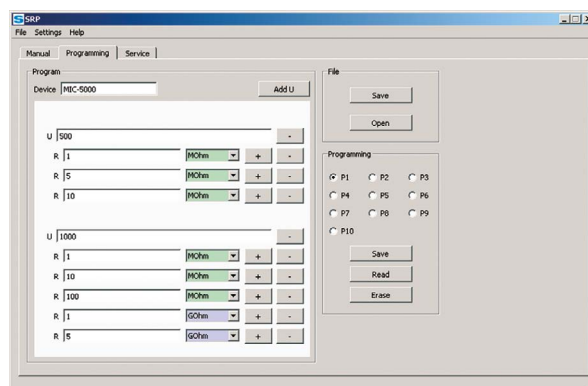 SRP
File Settings Help
Manual Programming Service
Program
Device MIC-5000 Add U
U 500 -
R 1 MOhm + -
R 5 MOhm + -
R 10 MOhm + -
U 1000 -
R 1 MOhm + -
R 10 MOhm + -
R 100 MOhm + -
R 1 GOhm + -
R 5 GOhm + -
File
Save
Open
Programming
P1 P2 P3
P4 P5 P6
P7 P8 P9
P10
Save
Read
Erase